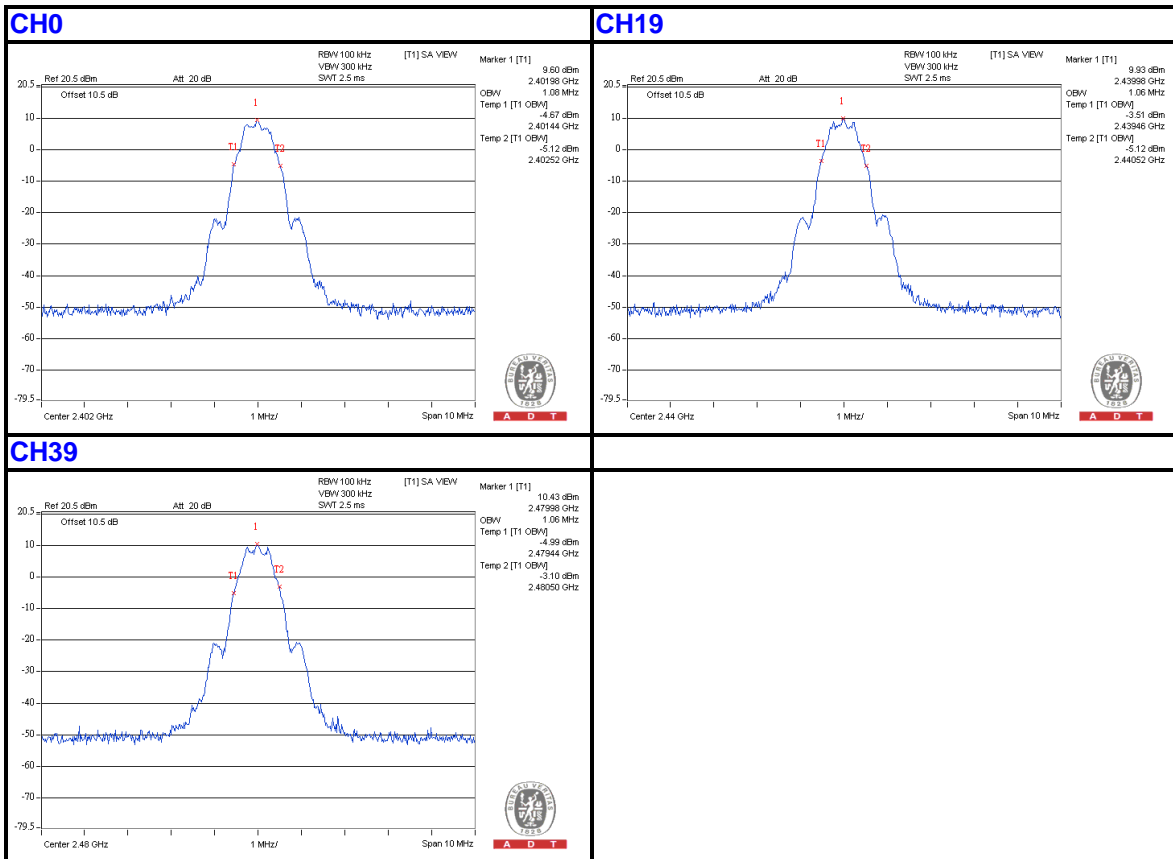 CH0
RBW 100 kHz [T1] SA VIEW
VBW 300 kHz
SWT 2.5 ms
Ref 20.5 dBm Att 20 dB
Offset 10.5 dB
Marker 1 [T1]
9.60 dBm
2.40198 GHz
OBW 1.08 MHz
Temp 1 [T1 OBW]
-4.67 dBm
2.40144 GHz
Temp 2 [T1 OBW]
-5.12 dBm
2.40252 GHz
20.5
10
0
-10
-20
-30
-40
-50
-60
-70
-79.5
1
T1 T2
Center 2.402 GHz 1 MHz/ Span 10 MHz
BUREAU VERITAS
1828
A D T
CH19
RBW 100 kHz [T1] SA VIEW
VBW 300 kHz
SWT 2.5 ms
Ref 20.5 dBm Att 20 dB
Offset 10.5 dB
Marker 1 [T1]
9.93 dBm
2.43998 GHz
OBW 1.06 MHz
Temp 1 [T1 OBW]
-3.51 dBm
2.43946 GHz
Temp 2 [T1 OBW]
-5.12 dBm
2.44052 GHz
20.5
10
0
-10
-20
-30
-40
-50
-60
-70
-79.5
1
T1 T2
Center 2.44 GHz 1 MHz/ Span 10 MHz
BUREAU VERITAS
1828
A D T
CH39
RBW 100 kHz [T1] SA VIEW
VBW 300 kHz
SWT 2.5 ms
Ref 20.5 dBm Att 20 dB
Offset 10.5 dB
Marker 1 [T1]
10.43 dBm
2.47998 GHz
OBW 1.06 MHz
Temp 1 [T1 OBW]
-4.99 dBm
2.47944 GHz
Temp 2 [T1 OBW]
-3.10 dBm
2.48050 GHz
20.5
10
0
-10
-20
-30
-40
-50
-60
-70
-79.5
1
T1 T2
Center 2.48 GHz 1 MHz/ Span 10 MHz
BUREAU VERITAS
1828
A D T